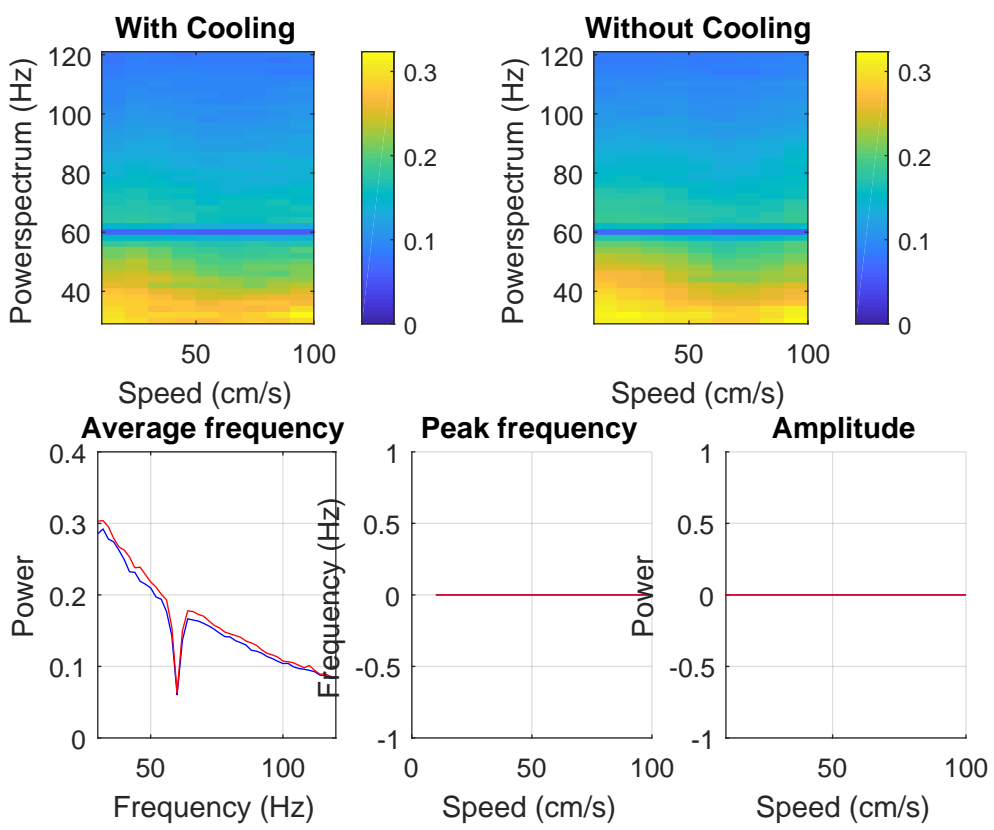 With Cooling
Without Cooling
Powerspectrum (Hz)
120
100
80
60
40
50
100
Speed (cm/s)
0.3
0.2
0.1
0
Powerspectrum (Hz)
120
100
80
60
40
50
100
Speed (cm/s)
0.3
0.2
0.1
0
Average frequency
Power
0.4
0.3
0.2
0.1
0
50
100
Frequency (Hz)
Peak frequency
Frequency (Hz)
1
0.5
0
-0.5
-1
0
50
100
Speed (cm/s)
Amplitude
Power
1
0.5
0
-0.5
-1
50
100
Speed (cm/s)